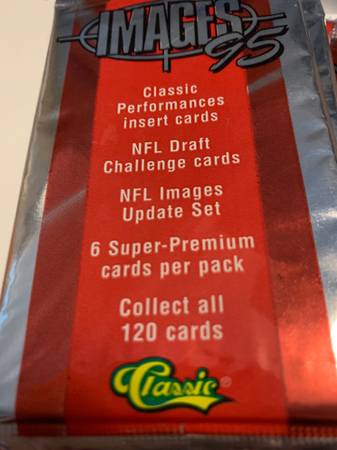 IMAGES
95
Classic
Performances
insert cards
NFL Draft
Challenge cards
NFL Images
Update Set
6 Super-Premium
cards per pack
Collect all
120 cards
Classic®